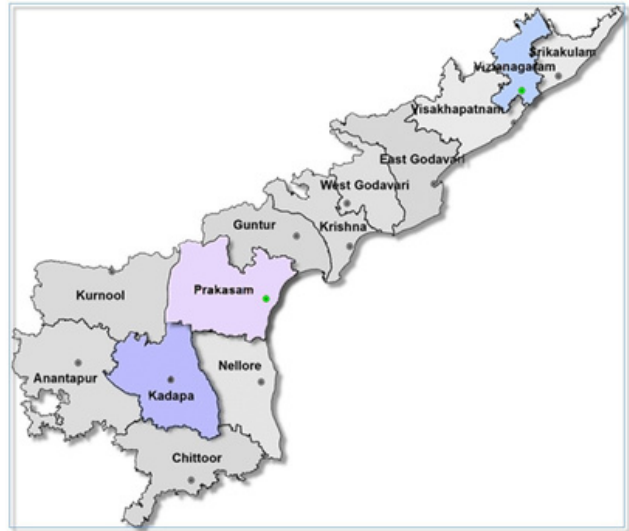 Srikakulam
Vizianagaram
Visakhapatnam
East Godavari
West Godavari
Guntur
Krishna
Prakasam
Kurnool
Nellore
Anantapur
Kadapa
Chittoor